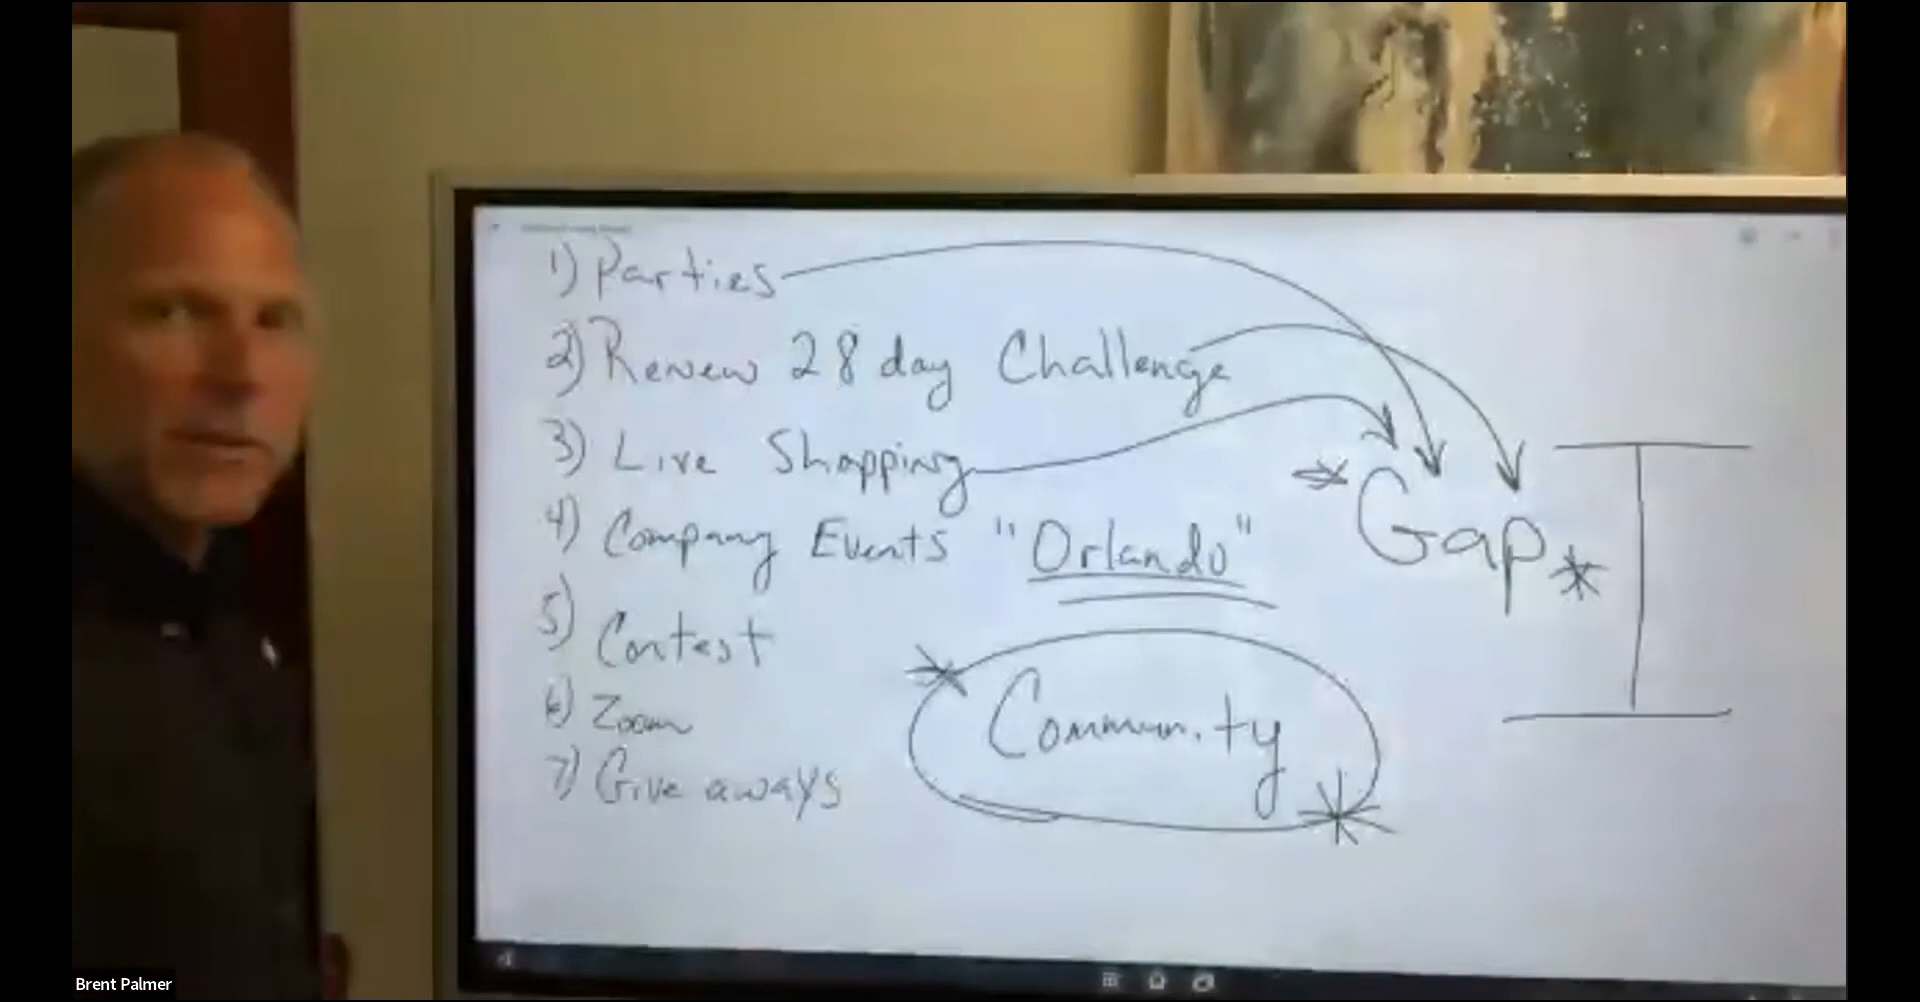 1) Parties
2) Renew 28 day Challenge
3) Live Shopping
* Gap *
4) Company Events "Orlando"
5) Contest
Community
6) Zoom
7) Give aways
Brent Palmer